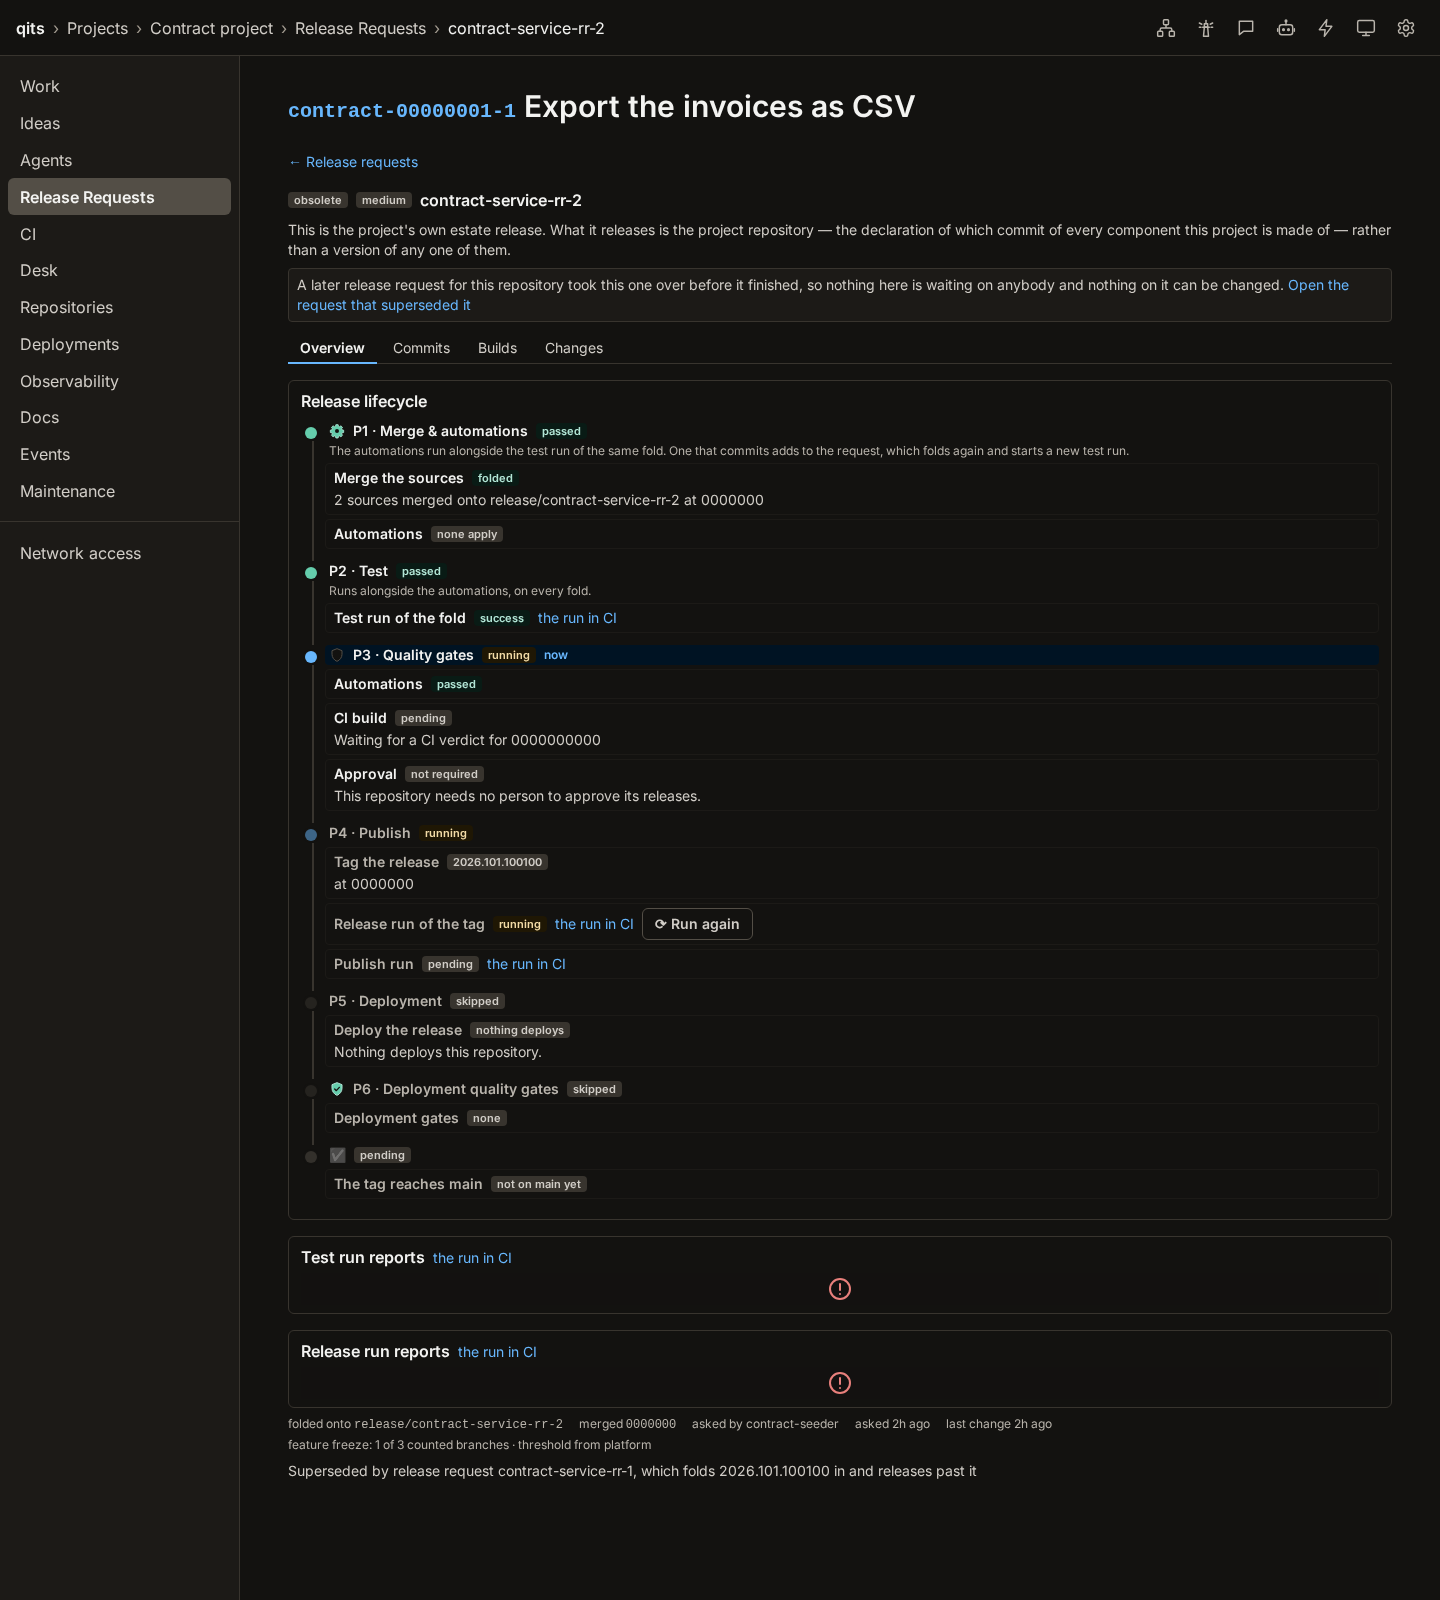 qits › Projects › Contract project › Release Requests › contract-service-rr-2
Work
Ideas
Agents
Release Requests
CI
Desk
Repositories
Deployments
Observability
Docs
Events
Maintenance
Network access
contract-00000001-1 Export the invoices as CSV
← Release requests
obsolete medium contract-service-rr-2
This is the project's own estate release. What it releases is the project repository — the declaration of which commit of every component this project is made of — rather
than a version of any one of them.
A later release request for this repository took this one over before it finished, so nothing here is waiting on anybody and nothing on it can be changed. Open the
request that superseded it
Overview Commits Builds Changes
Release lifecycle
P1 · Merge & automations passed
The automations run alongside the test run of the same fold. One that commits adds to the request, which folds again and starts a new test run.
Merge the sources folded
2 sources merged onto release/contract-service-rr-2 at 0000000
Automations none apply
P2 · Test passed
Runs alongside the automations, on every fold.
Test run of the fold success the run in CI
P3 · Quality gates running now
Automations passed
CI build pending
Waiting for a CI verdict for 0000000000
Approval not required
This repository needs no person to approve its releases.
P4 · Publish running
Tag the release 2026.101.100100
at 0000000
Release run of the tag running the run in CI ⟳ Run again
Publish run pending the run in CI
P5 · Deployment skipped
Deploy the release nothing deploys
Nothing deploys this repository.
P6 · Deployment quality gates skipped
Deployment gates none
pending
The tag reaches main not on main yet
Test run reports the run in CI
Release run reports the run in CI
folded onto release/contract-service-rr-2 merged 0000000 asked by contract-seeder asked 2h ago last change 2h ago
feature freeze: 1 of 3 counted branches · threshold from platform
Superseded by release request contract-service-rr-1, which folds 2026.101.100100 in and releases past it